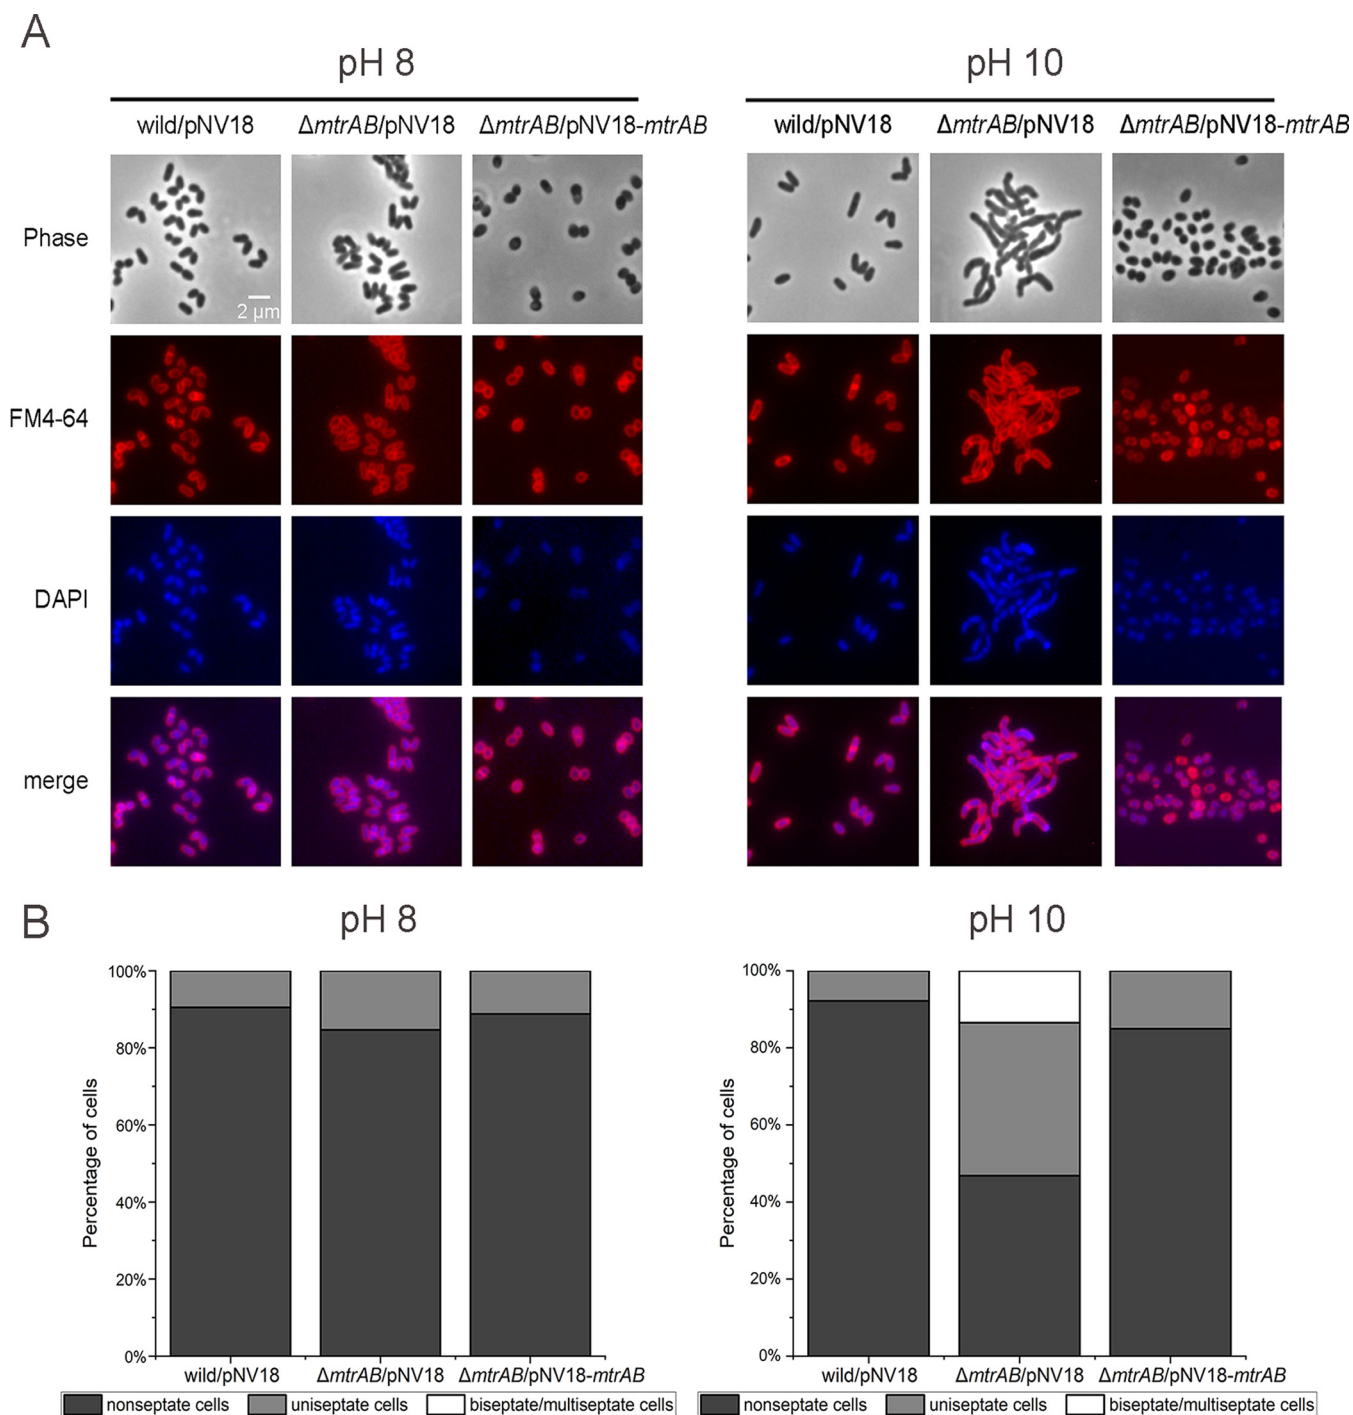 A
pH 8 pH 10
wild/pNV18 ΔmtrAB/pNV18 ΔmtrAB/pNV18-mtrAB wild/pNV18 ΔmtrAB/pNV18 ΔmtrAB/pNV18-mtrAB
Phase
2 μm
FM4-64
DAPI
merge
B
pH 8
Percentage of cells
100%
80%
60%
40%
20%
0%
wild/pNV18 ΔmtrAB/pNV18 ΔmtrAB/pNV18-mtrAB
nonseptate cells uniseptate cells biseptate/multiseptate cells
pH 10
Percentage of cells
100%
80%
60%
40%
20%
0%
wild/pNV18 ΔmtrAB/pNV18 ΔmtrAB/pNV18-mtrAB
nonseptate cells uniseptate cells biseptate/multiseptate cells